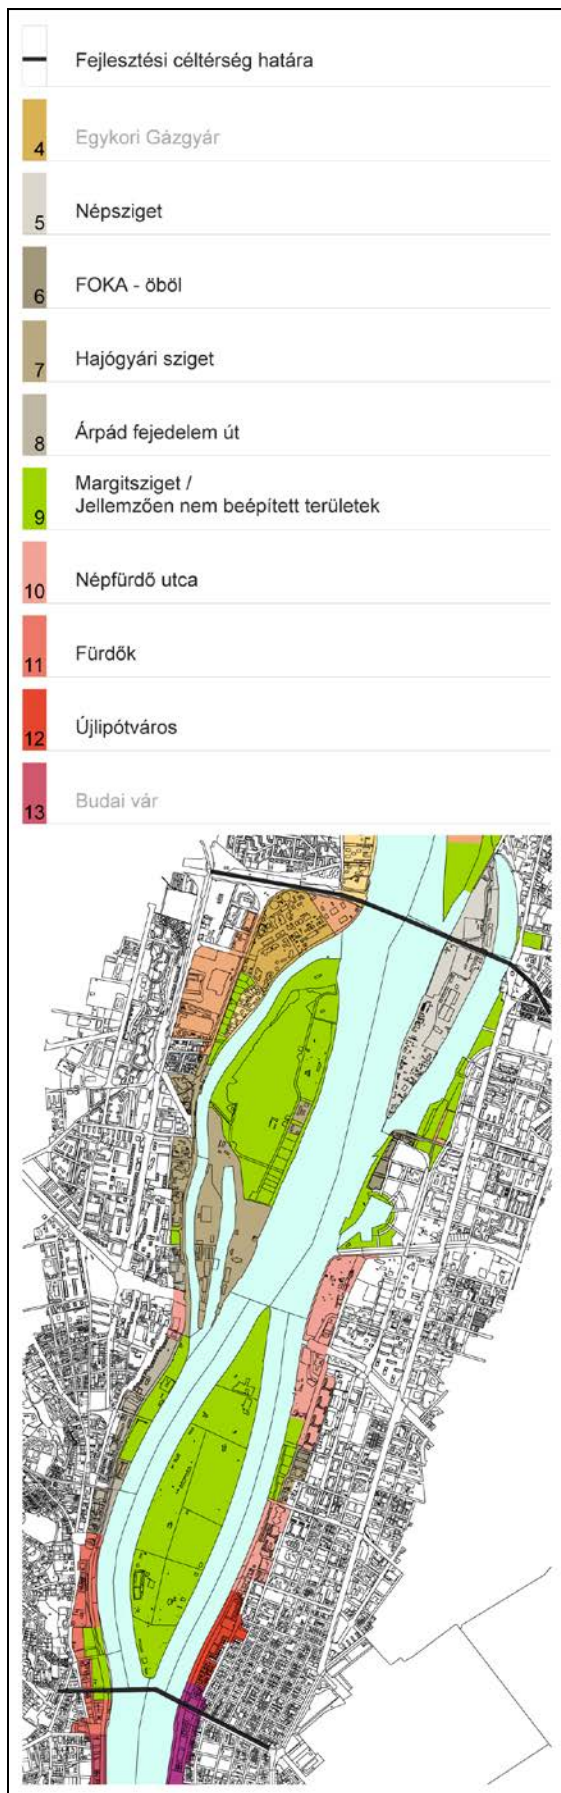 Fejlesztési céltérség határa
4 Egykori Gázgyár
5 Népsziget
6 FOKA - öböl
7 Hajógyári sziget
8 Árpád fejedelem út
Margitsziget /
9 Jellemzően nem beépített területek
10 Népfürdő utca
11 Fürdők
12 Újlipótváros
13 Budai vár